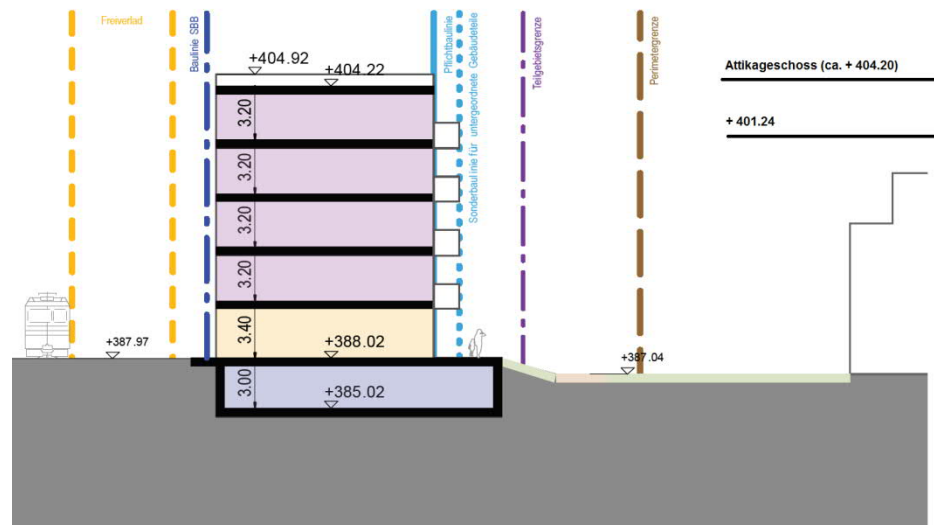 Freiverlad
Baulinie SBB
+404.92
+404.22
Pflichtbaulinie
Sonderbaulinie für untergeordnete Gebäudeteile
Teilgebietsgrenze
Perimetergrenze
Attikageschoss (ca. + 404.20)
+ 401.24
3.20
3.20
3.20
3.20
3.40
+387.97
+388.02
+387.04
3.00
+385.02